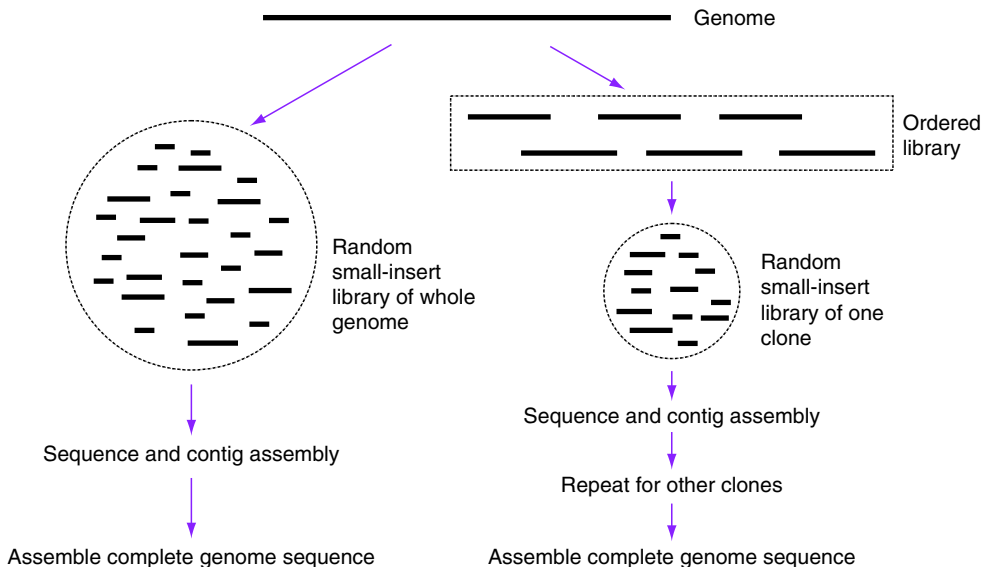 Genome
Ordered
library
Random
small-insert
library of whole
genome
Random
small-insert
library of one
clone
Sequence and contig assembly
Sequence and contig assembly
Repeat for other clones
Assemble complete genome sequence
Assemble complete genome sequence